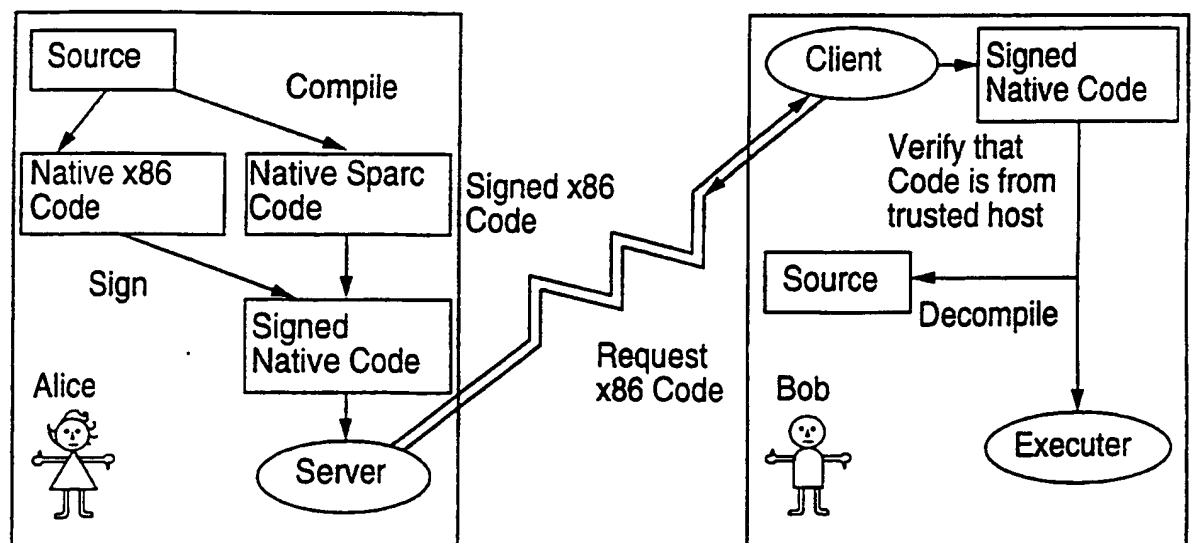 Source
Compile
Native x86
Code
Native Sparc
Code
Sign
Signed
Native Code
Alice
Server
Signed x86
Code
Request
x86 Code
Client
Signed
Native Code
Verify that
Code is from
trusted host
Source
Decompile
Bob
Executer